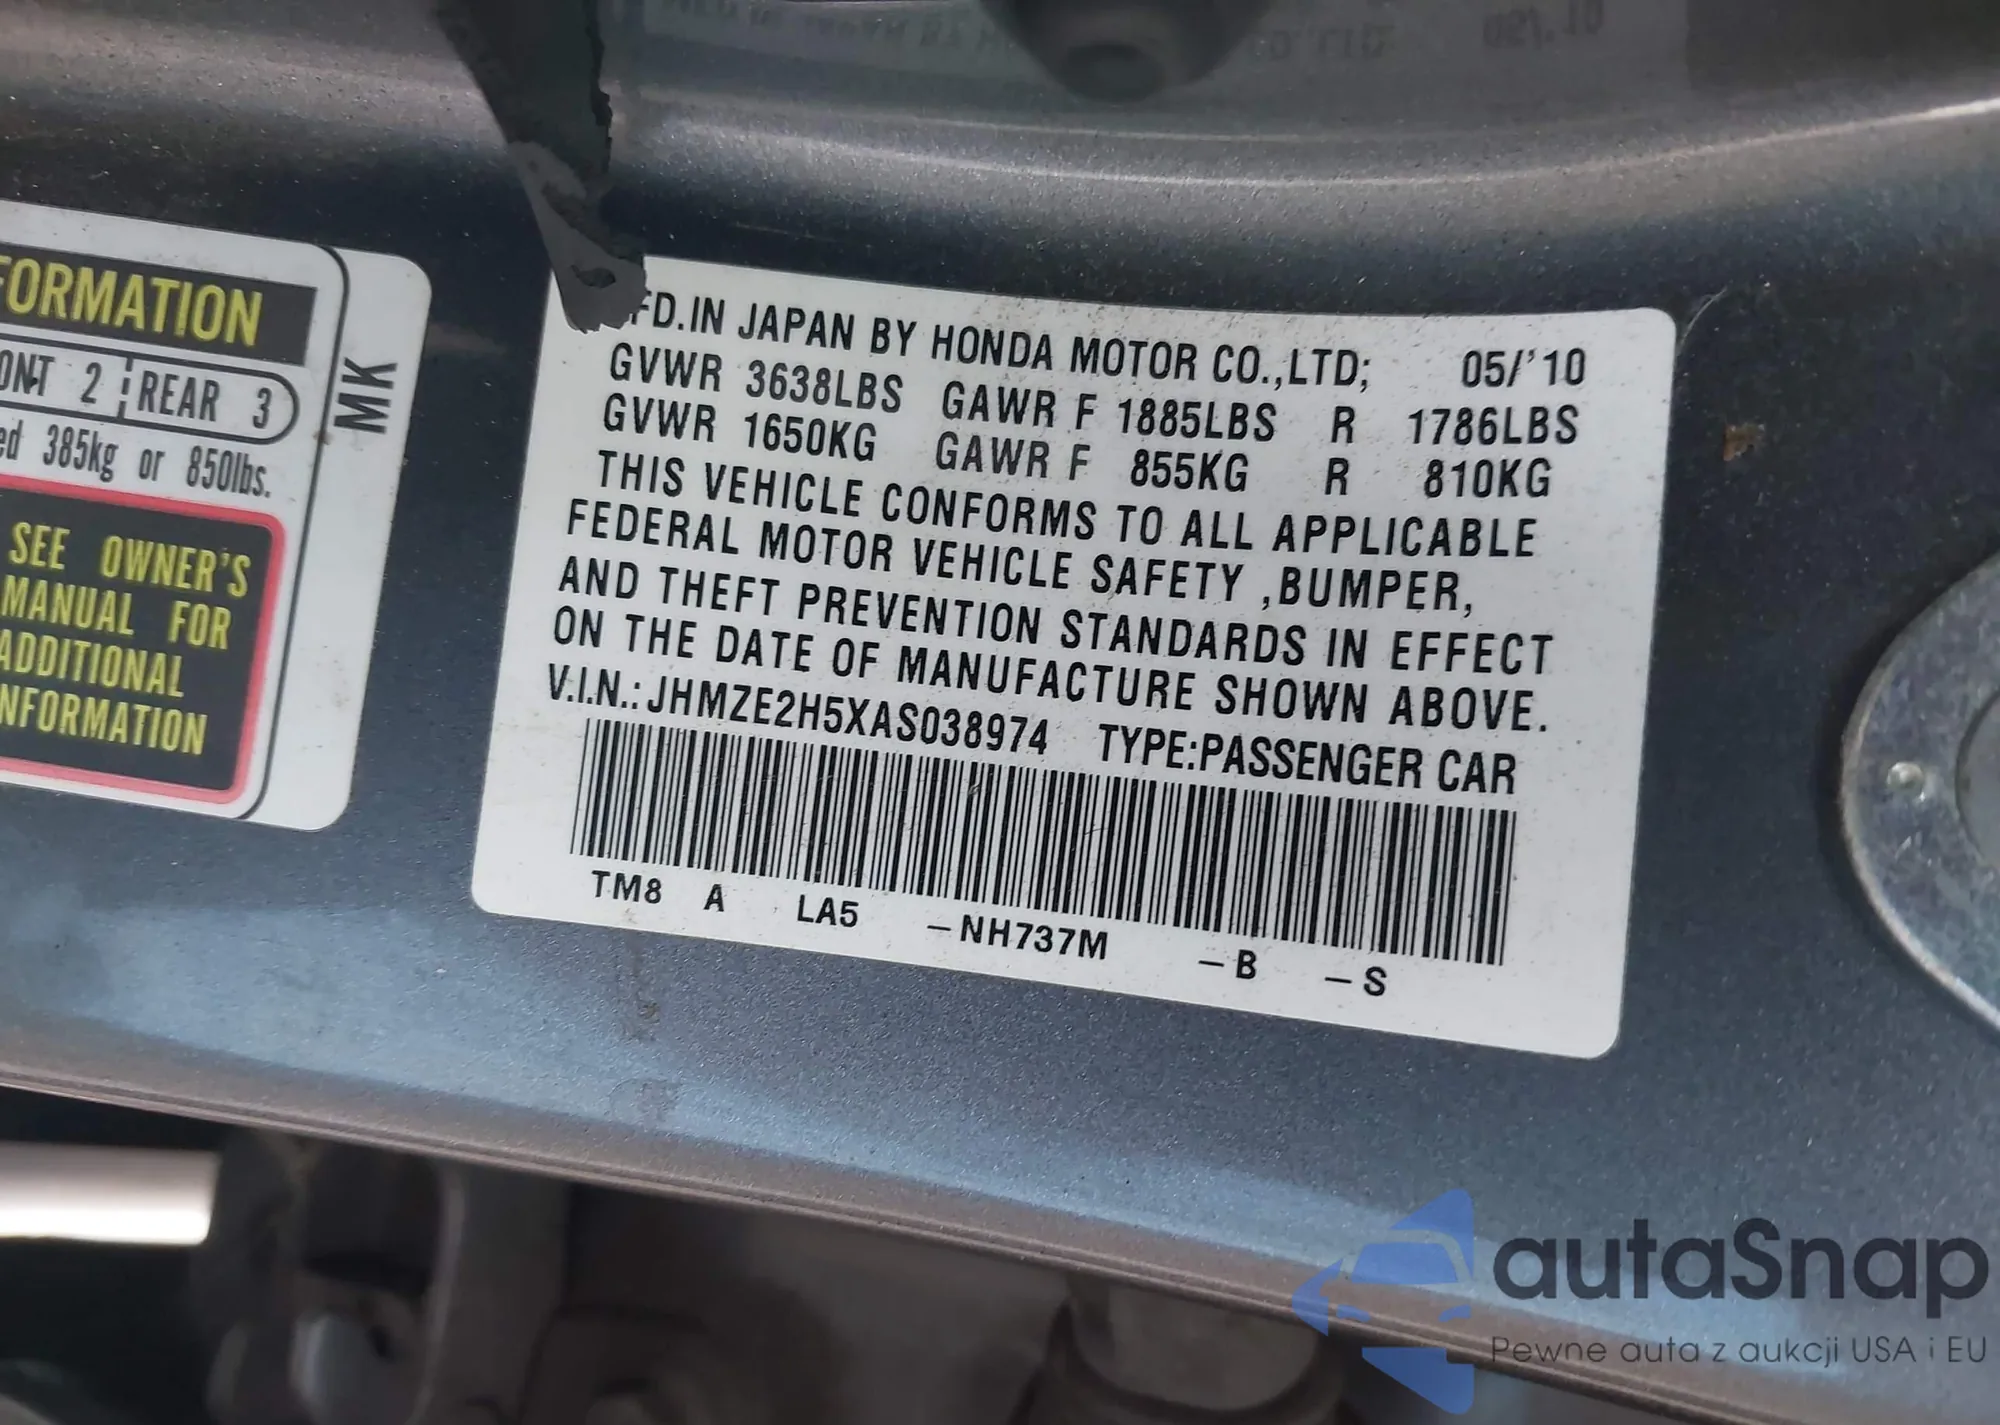 FORMATION
ONT 2 REAR 3
ed 385kg or 850lbs.
SEE OWNER'S
MANUAL FOR
ADDITIONAL
NFORMATION
MK
FD. IN JAPAN BY HONDA MOTOR CO.,LTD; 05/'10
GVWR 3638LBS GAWR F 1885LBS R 1786LBS
GVWR 1650KG GAWR F 855KG R 810KG
THIS VEHICLE CONFORMS TO ALL APPLICABLE
FEDERAL MOTOR VEHICLE SAFETY ,BUMPER,
AND THEFT PREVENTION STANDARDS IN EFFECT
ON THE DATE OF MANUFACTURE SHOWN ABOVE.
V.I.N.: JHMZE2H5XAS038974 TYPE:PASSENGER CAR
TM8 A LA5 -NH737M -B -S
autaSnap
Pewne auta z aukcji USA i EU